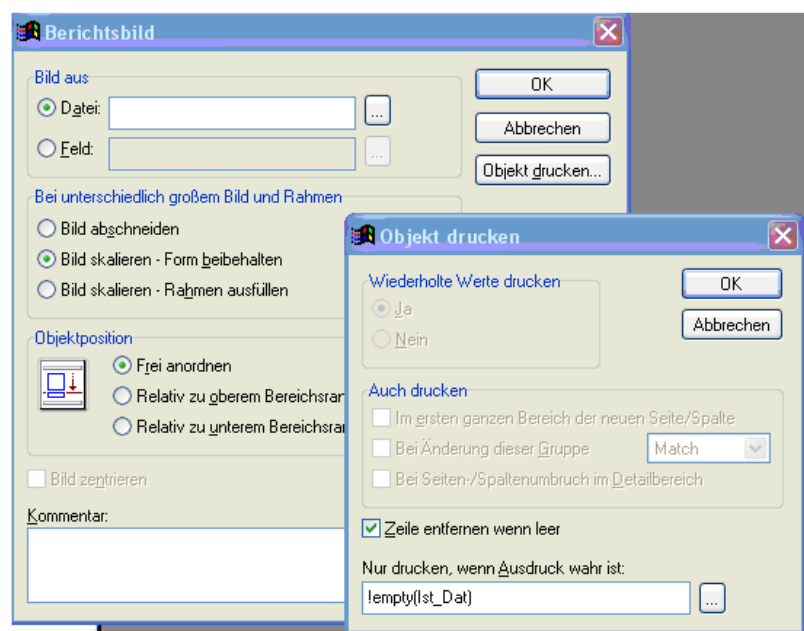 Berichtsbild
Bild aus
Datei:
...
Feld:
...
OK
Abbrechen
Objekt drucken...
Bei unterschiedlich großem Bild und Rahmen
Bild abschneiden
Bild skalieren - Form beibehalten
Bild skalieren - Rahmen ausfüllen
Objektposition
Frei anordnen
Relativ zu oberem Bereichsrar
Relativ zu unterem Bereichsrai
Bild zentrieren
Kommentar:
Objekt drucken
Wiederholte Werte drucken
Ja
Nein
OK
Abbrechen
Auch drucken
Im ersten ganzen Bereich der neuen Seite/Spalte
Bei Änderung dieser Gruppe
Match
Bei Seiten-/Spaltenumbruch im Detailbereich
Zeile entfernen wenn leer
Nur drucken, wenn Ausdruck wahr ist:
!empty(Ist_Dat)
...